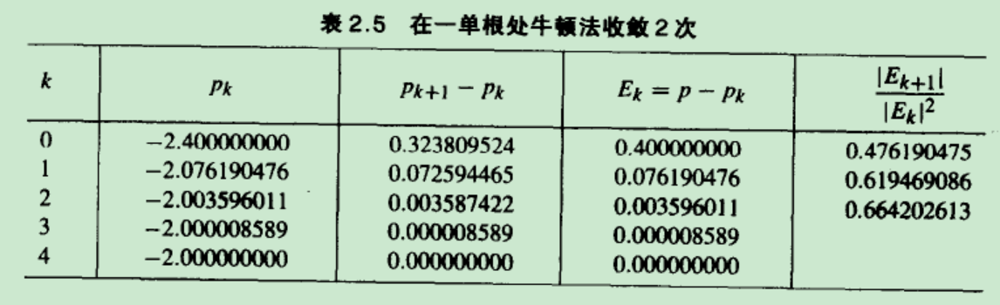 表 2.5 在一单根处牛顿法收敛 2 次
k p_k p_{k+1} − p_k E_k = p − p_k |E_{k+1}| / |E_k|^2
0 −2.400000000 0.323809524 0.400000000 0.476190475
1 −2.076190476 0.072594465 0.076190476 0.619469086
2 −2.003596011 0.003587422 0.003596011 0.664202613
3 −2.000008589 0.000008589 0.000008589
4 −2.000000000 0.000000000 0.000000000